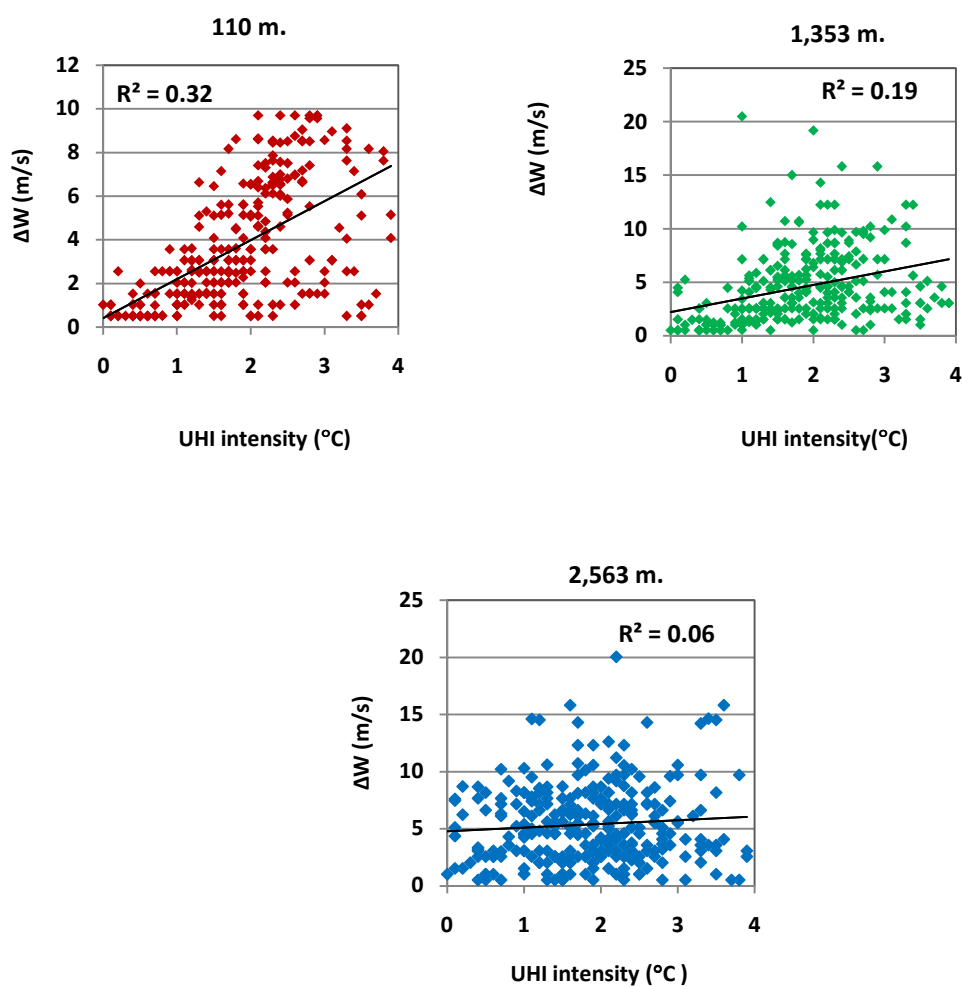 110 m.
R² = 0.32
12
10
8
6
4
2
0
ΔW (m/s)
0 1 2 3 4
UHI intensity (°C)
1,353 m.
R² = 0.19
25
20
15
10
5
0
ΔW (m/s)
0 1 2 3 4
UHI intensity(°C)
2,563 m.
R² = 0.06
25
20
15
10
5
0
ΔW (m/s)
0 1 2 3 4
UHI intensity (°C )